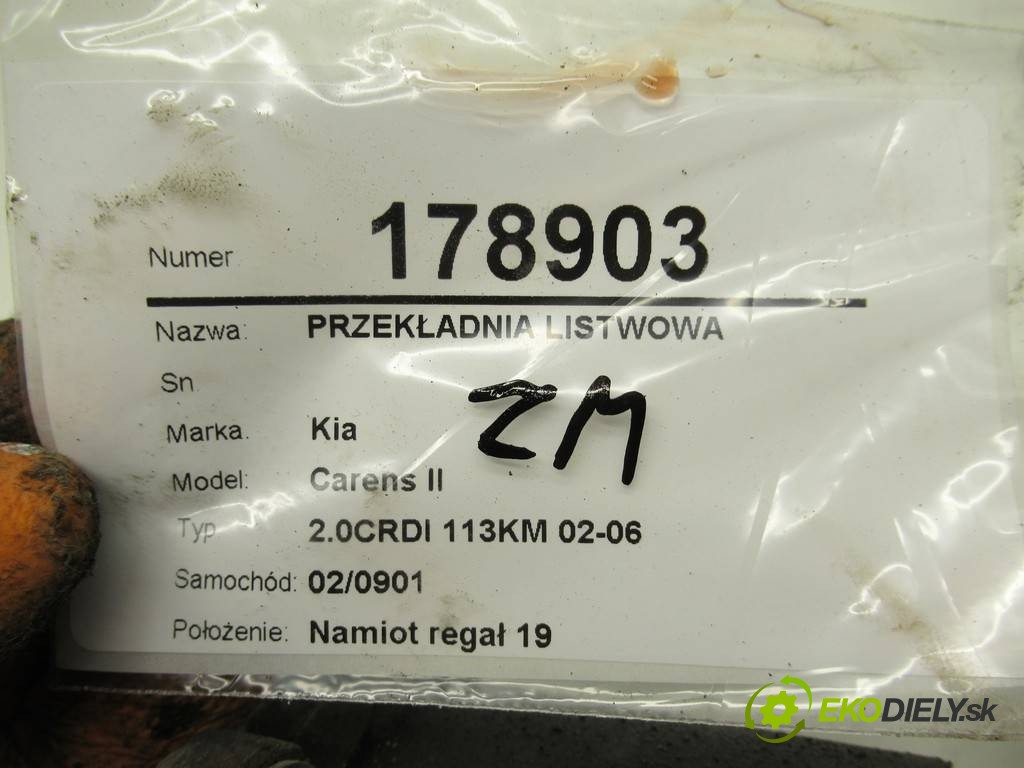 Numer 178903
Nazwa: PRZEKŁADNIA LISTWOWA
Sn
ZM
Marka. Kia
Model: Carens II
Typ 2.0CRDI 113KM 02-06
Samochód: 02/0901
Położenie: Namiot regał 19
EKODIELY.sk